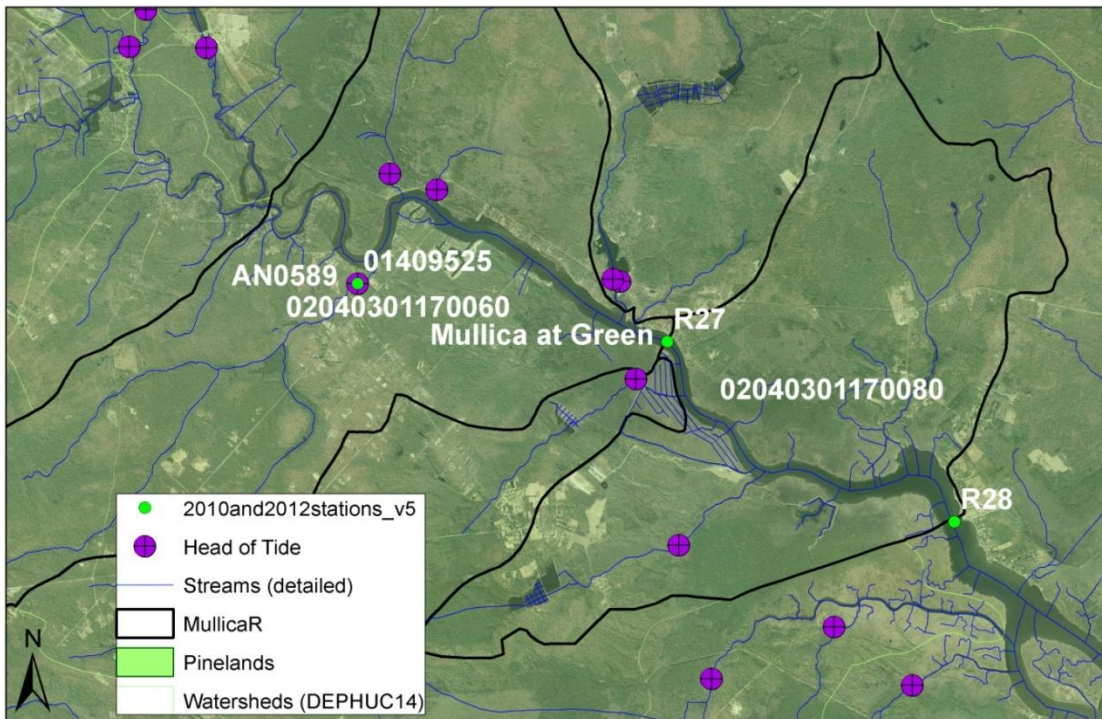 01409525
AN0589
02040301170060
R27
Mullica at Green
02040301170080
R28
2010and2012stations_v5
Head of Tide
Streams (detailed)
MullicaR
Pinelands
Watersheds (DEPHUC14)
N